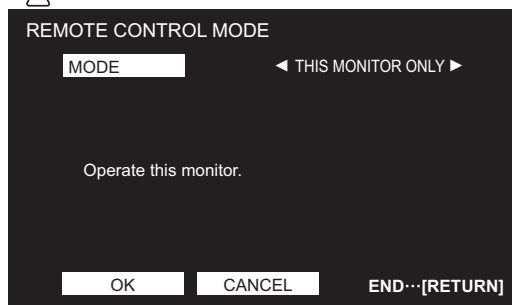 REMOTE CONTROL MODE
MODE ◄ THIS MONITOR ONLY ►
Operate this monitor.
OK CANCEL END···[RETURN]